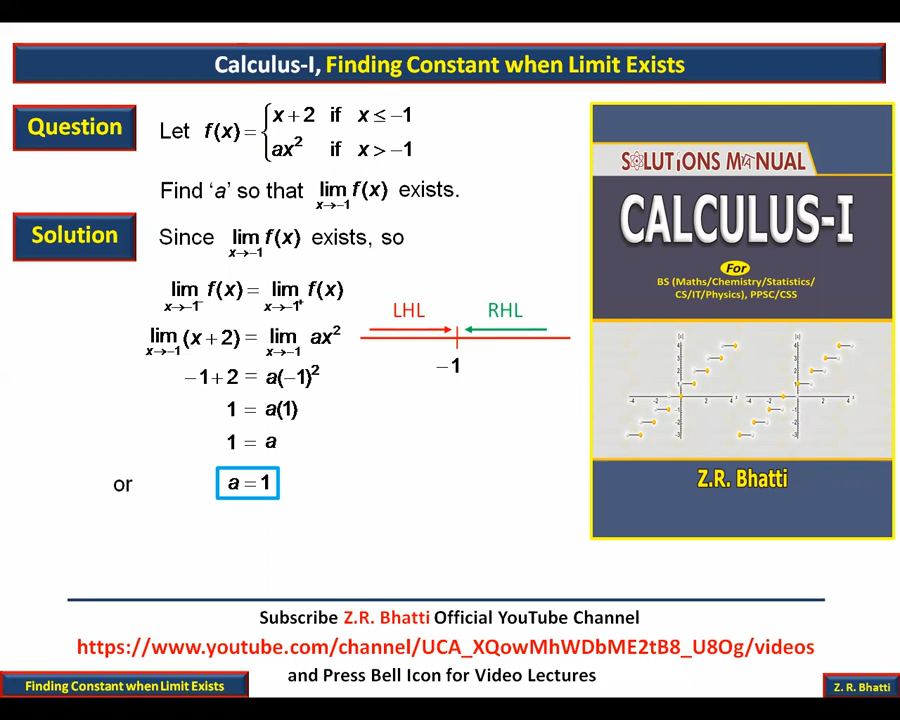 Calculus-I, Finding Constant when Limit Exists
Question
Let f(x) = { x + 2 if x ≤ −1
ax² if x > −1
Find ‘a’ so that lim x→−1 f(x) exists.
Solution
Since lim x→−1 f(x) exists, so
lim x→−1⁻ f(x) = lim x→−1⁺ f(x)
lim x→−1 (x + 2) = lim x→−1 ax²
−1 + 2 = a(−1)²
1 = a(1)
1 = a
or a = 1
LHL RHL
−1
SOLUTIONS MANUAL
CALCULUS-I
For
BS (Maths/Chemistry/Statistics/
CS/IT/Physics), PPSC/CSS
Z.R. Bhatti
Subscribe Z.R. Bhatti Official YouTube Channel
https://www.youtube.com/channel/UCA_XQowMhWDbME2tB8_U8Og/videos
and Press Bell Icon for Video Lectures
Finding Constant when Limit Exists
Z. R. Bhatti